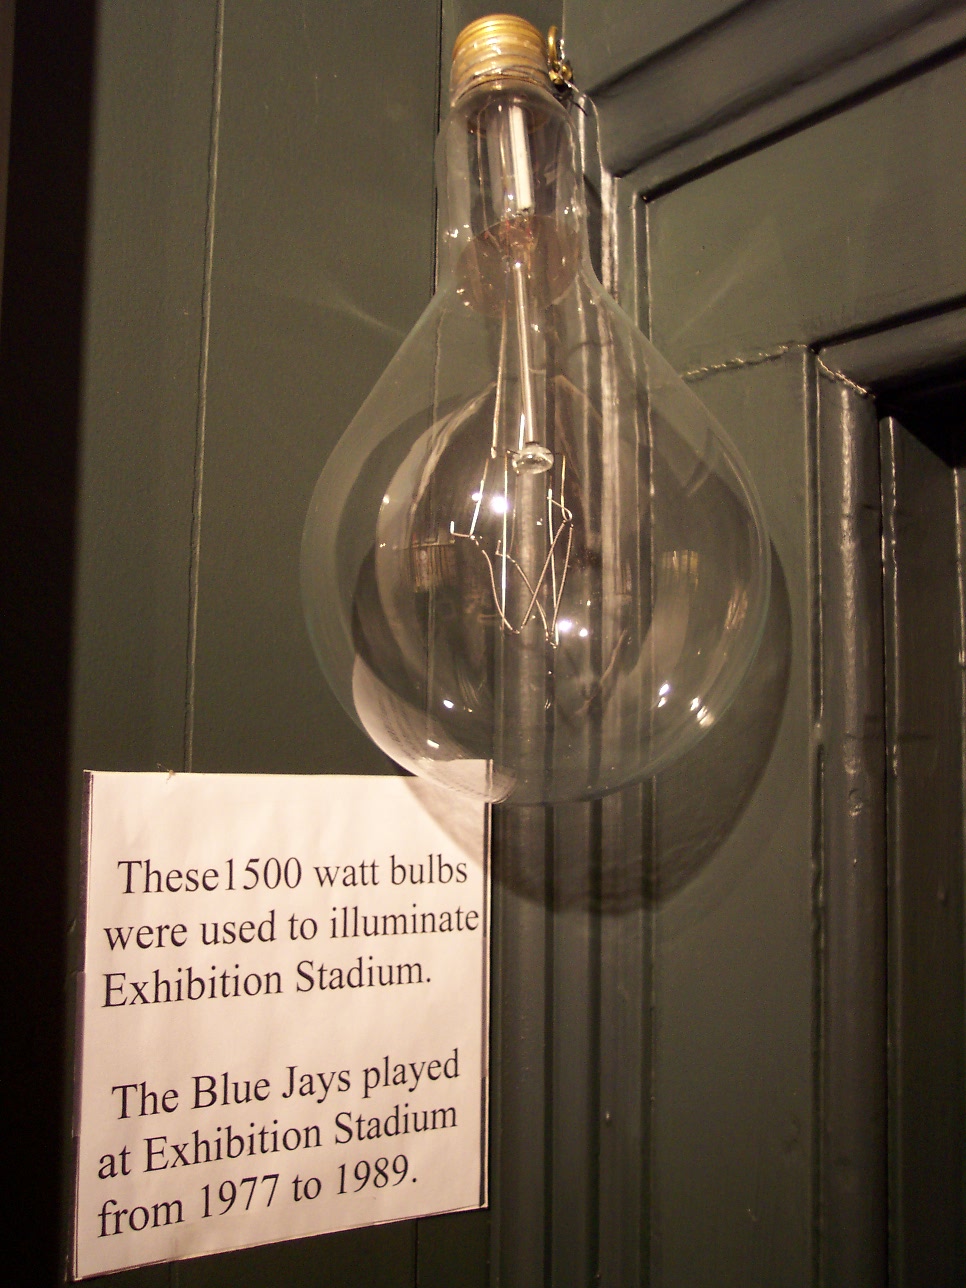 These1500 watt bulbs
were used to illuminate
Exhibition Stadium.
The Blue Jays played
at Exhibition Stadium
from 1977 to 1989.